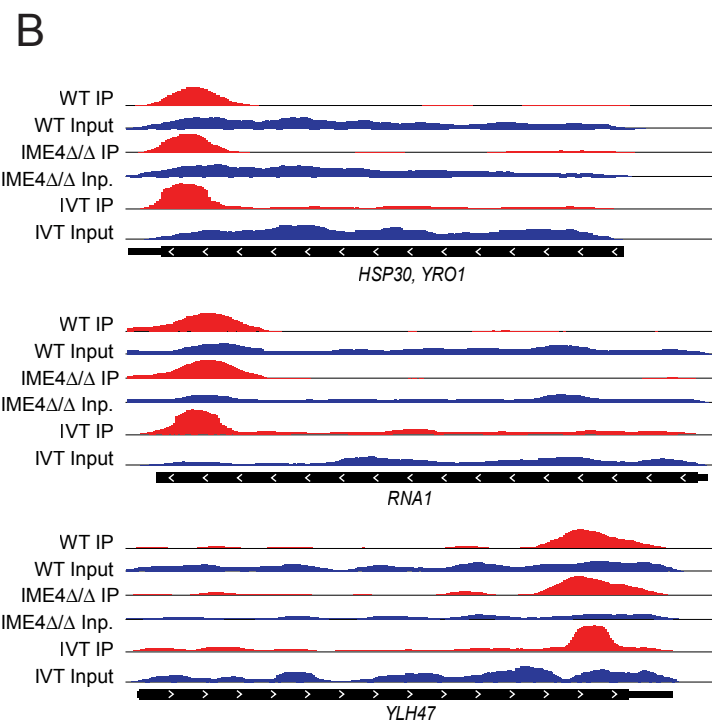 B
WT IP
WT Input
IME4Δ/Δ IP
IME4Δ/Δ Inp.
IVT IP
IVT Input
HSP30, YRO1
WT IP
WT Input
IME4Δ/Δ IP
IME4Δ/Δ Inp.
IVT IP
IVT Input
RNA1
WT IP
WT Input
IME4Δ/Δ IP
IME4Δ/Δ Inp.
IVT IP
IVT Input
YLH47